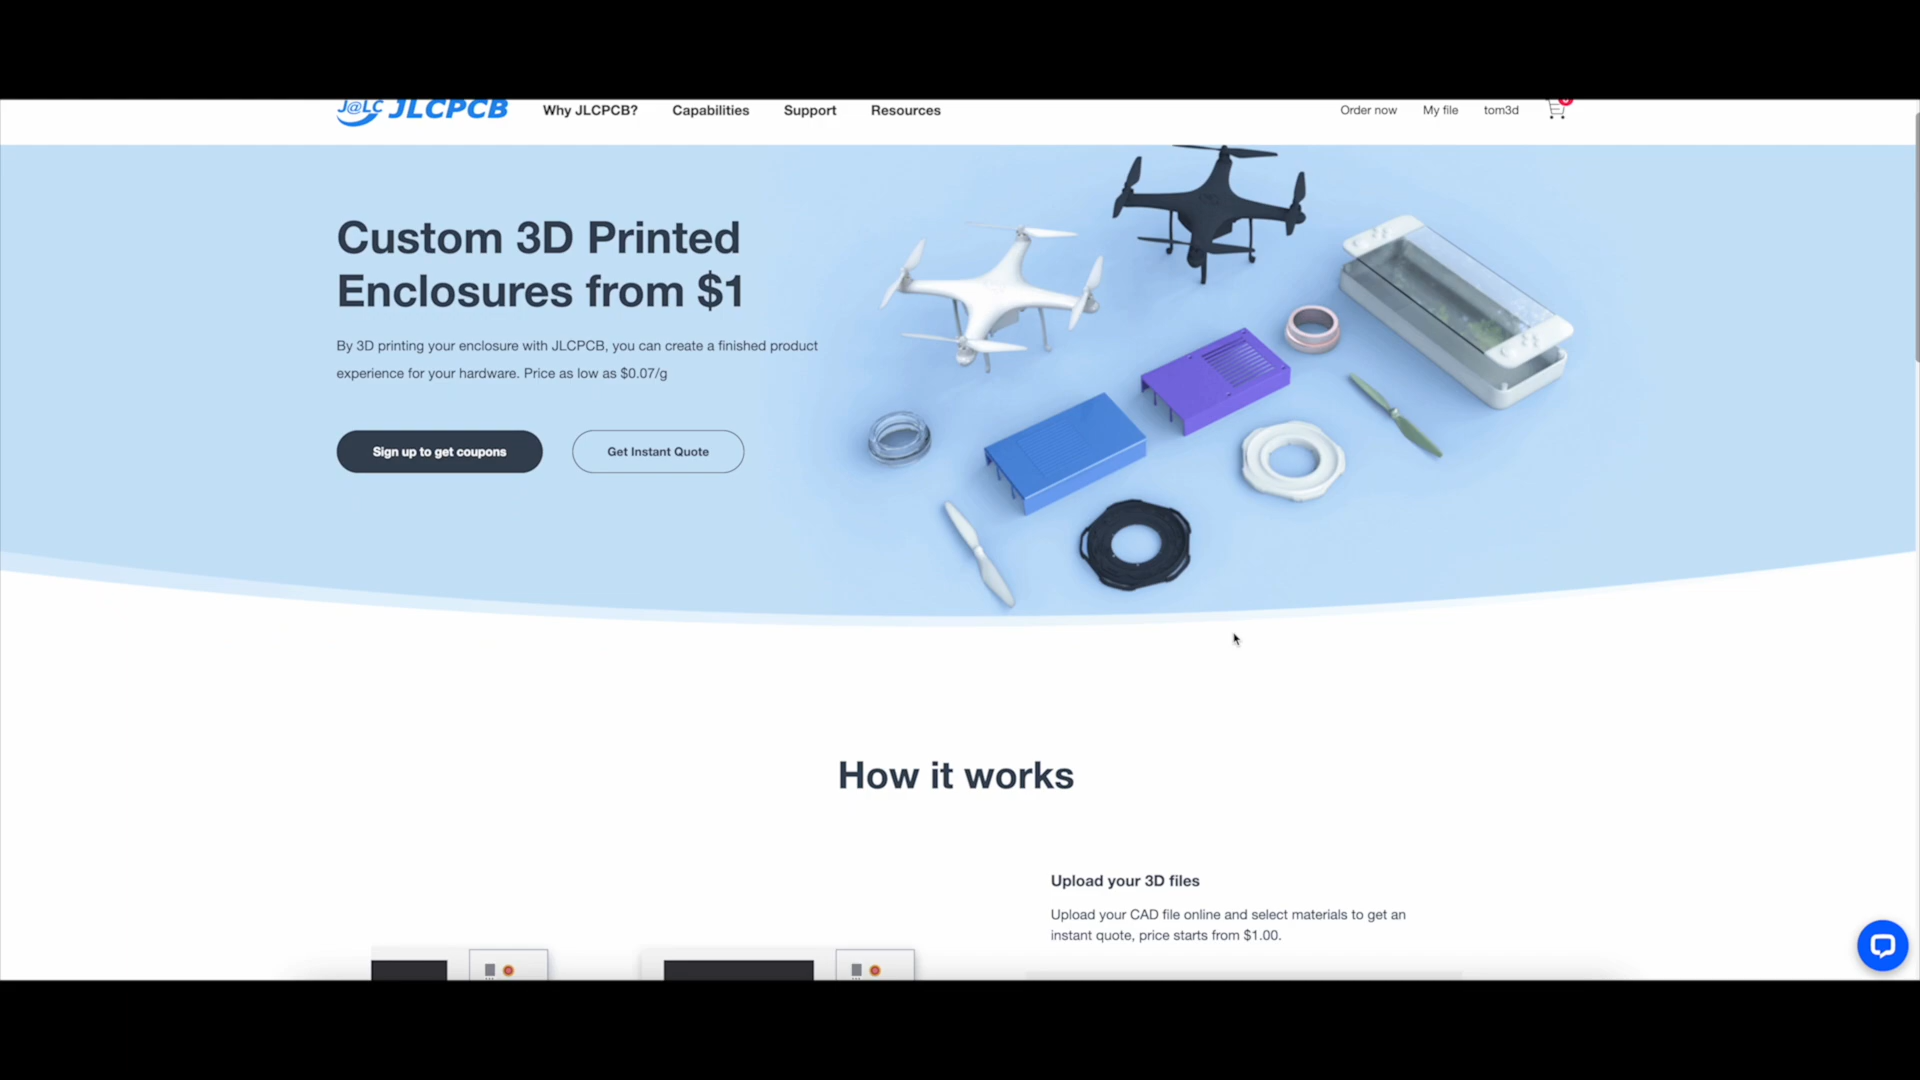 J@LC JLCPCB Why JLCPCB? Capabilities Support Resources Order now My file tom3d
Custom 3D Printed
Enclosures from $1
By 3D printing your enclosure with JLCPCB, you can create a finished product
experience for your hardware. Price as low as $0.07/g
Sign up to get coupons Get Instant Quote
How it works
Upload your 3D files
Upload your CAD file online and select materials to get an
instant quote, price starts from $1.00.